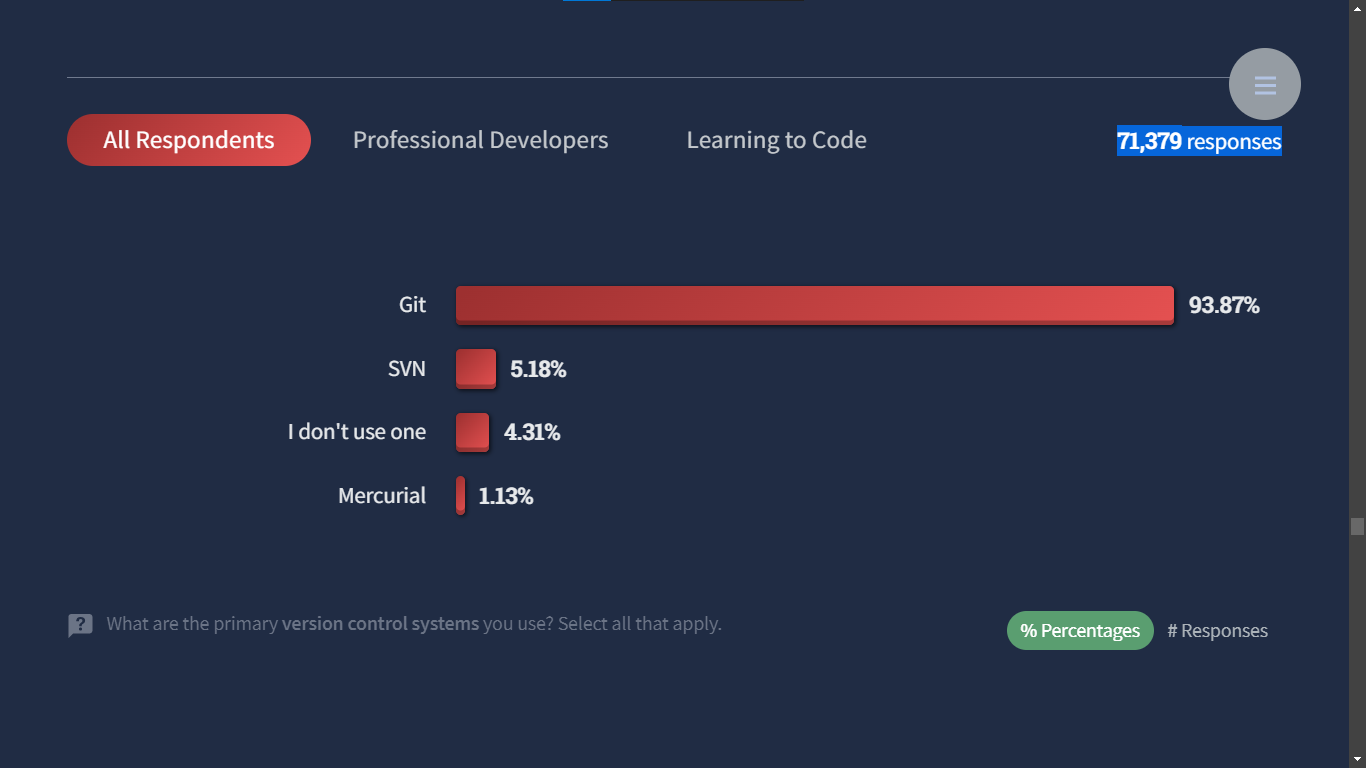 All Respondents
Professional Developers
Learning to Code
71,379 responses
Git
93.87%
SVN
5.18%
I don't use one
4.31%
Mercurial
1.13%
? What are the primary version control systems you use? Select all that apply.
% Percentages
# Responses